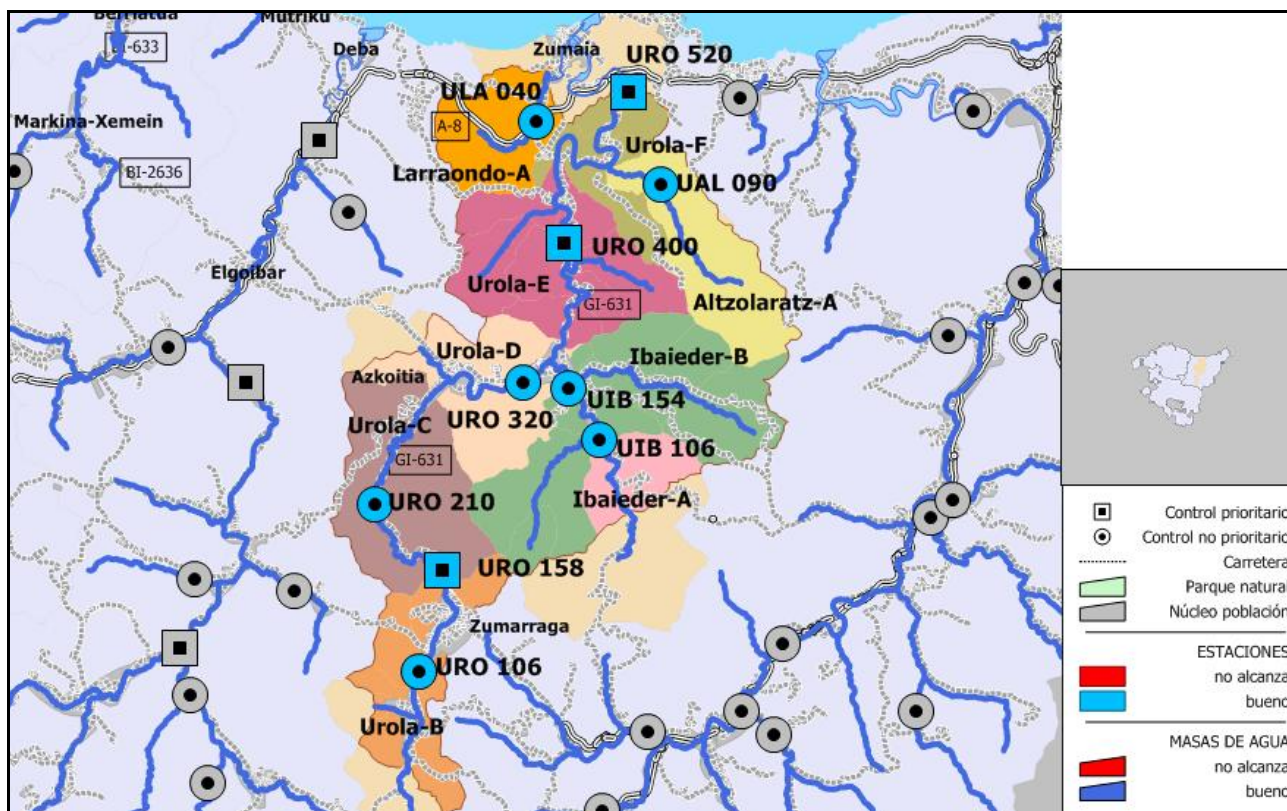 Berriatua
Mutriku
BI-633
Deba
Zumaia
URO 520
ULA 040
A-8
Markina-Xemein
BI-2636
Urola-F
Larraondo-A
UAL 090
URO 400
Elgoibar
Urola-E
GI-631
Altzolaratz-A
Urola-D
Ibaieder-B
Azkoitia
URO 320
UIB 154
Urola-C
GI-631
UIB 106
URO 210
Ibaieder-A
URO 158
Zumarraga
URO 106
Urola-B
Control prioritario
Control no prioritario
Carretera
Parque natural
Núcleo población
ESTACIONES
no alcanza
bueno
MASAS DE AGUA
no alcanza
bueno